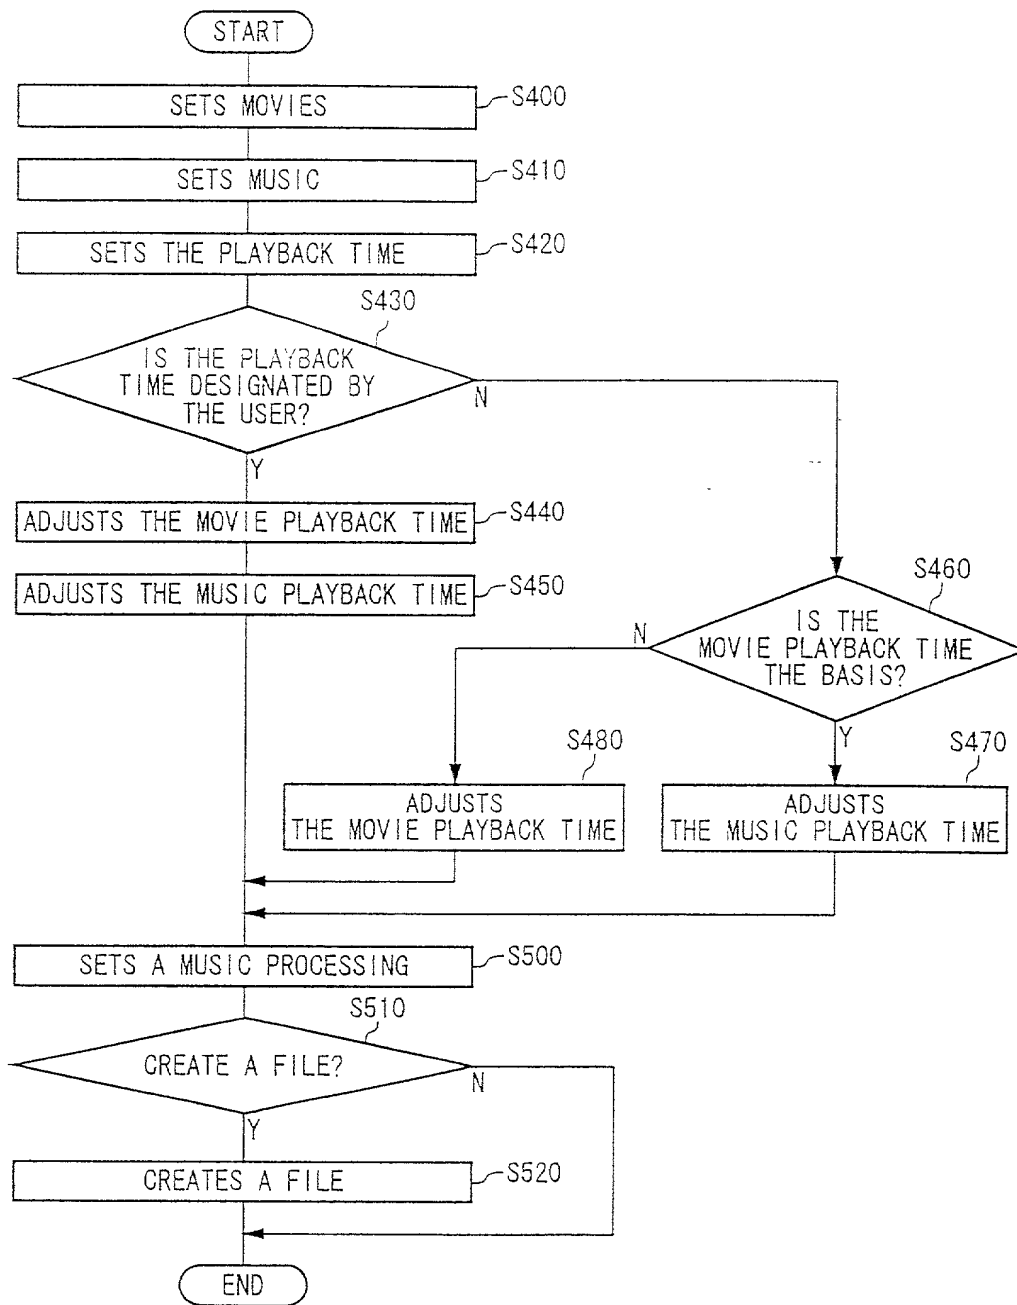 START
SETS MOVIES
S400
SETS MUSIC
S410
SETS THE PLAYBACK TIME
S420
S430
IS THE PLAYBACK
TIME DESIGNATED BY
THE USER?
N
Y
ADJUSTS THE MOVIE PLAYBACK TIME
S440
ADJUSTS THE MUSIC PLAYBACK TIME
S450
S460
IS THE
MOVIE PLAYBACK TIME
THE BASIS?
N
Y
S480
ADJUSTS
THE MOVIE PLAYBACK TIME
S470
ADJUSTS
THE MUSIC PLAYBACK TIME
SETS A MUSIC PROCESSING
S500
S510
CREATE A FILE?
N
Y
CREATES A FILE
S520
END